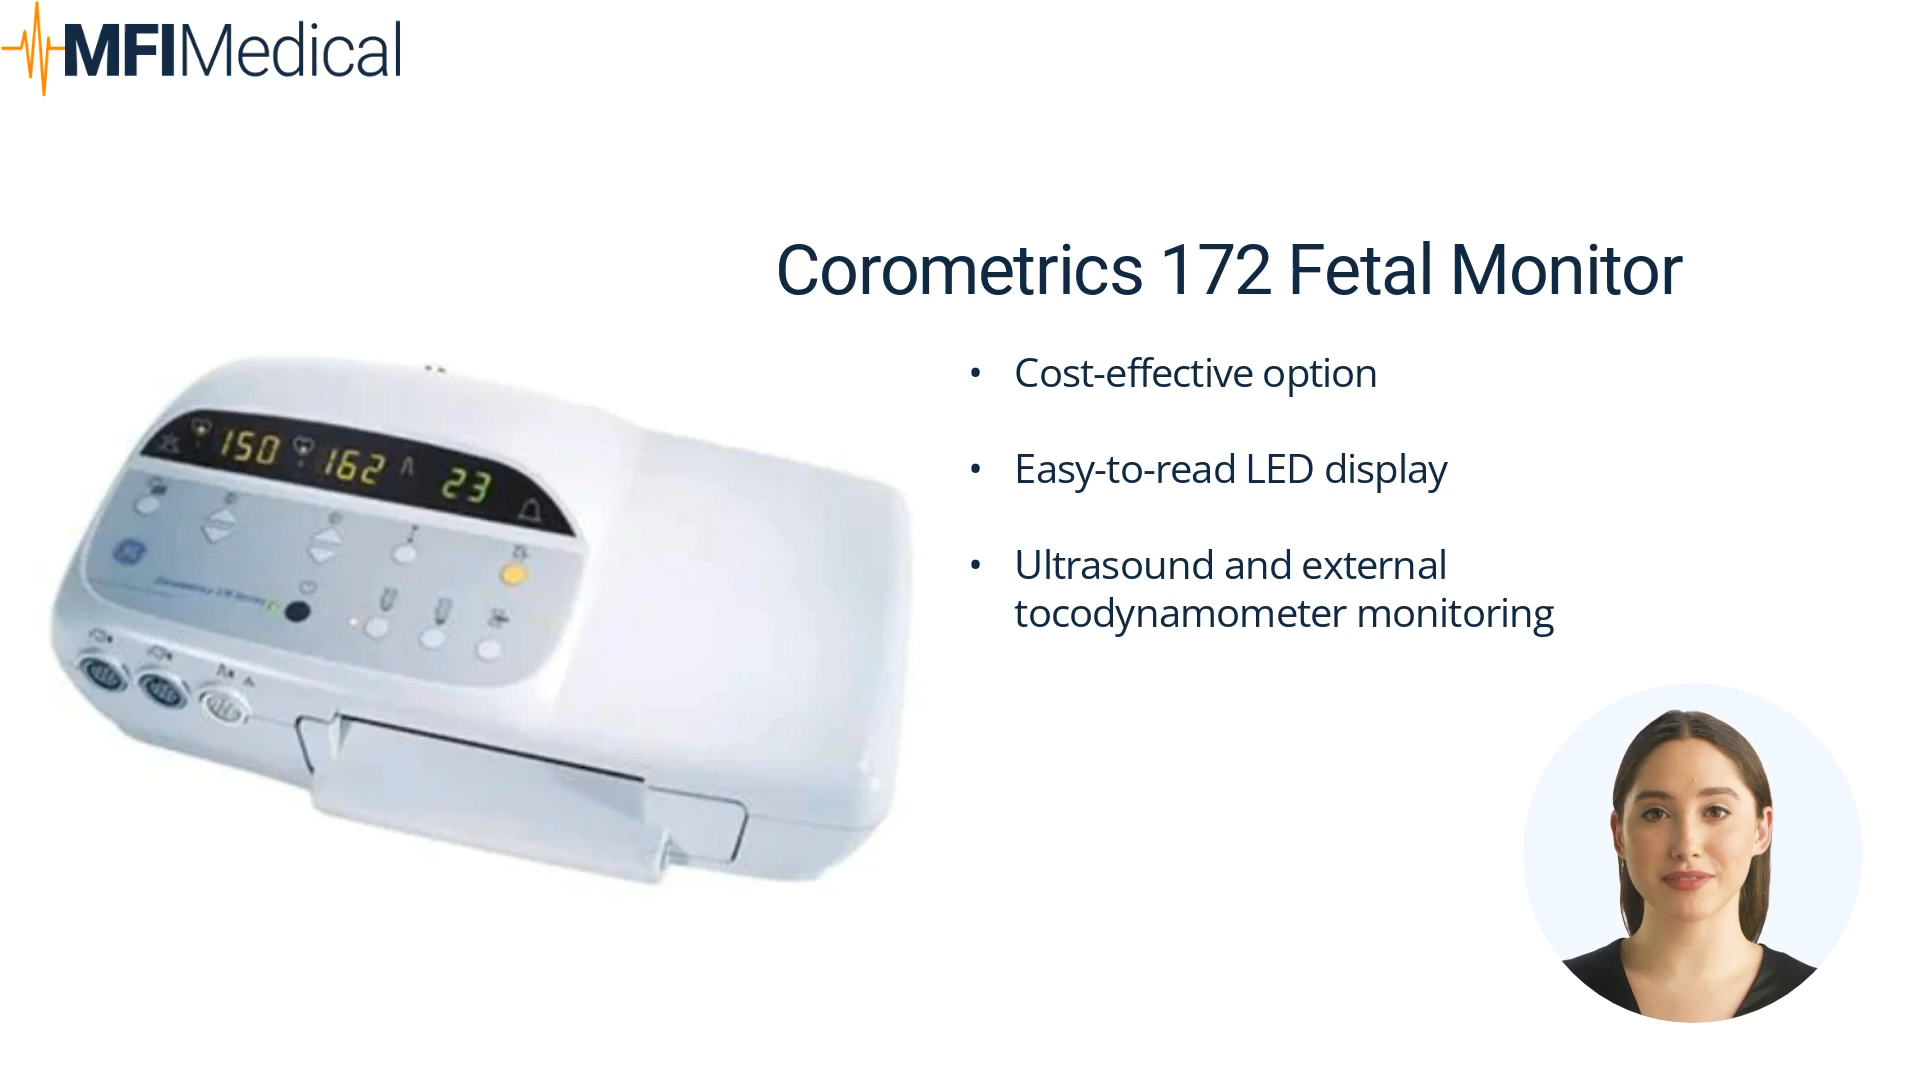 MFIMedical
Corometrics 172 Fetal Monitor
• Cost-effective option
• Easy-to-read LED display
• Ultrasound and external
tocodynamometer monitoring
150 162 23